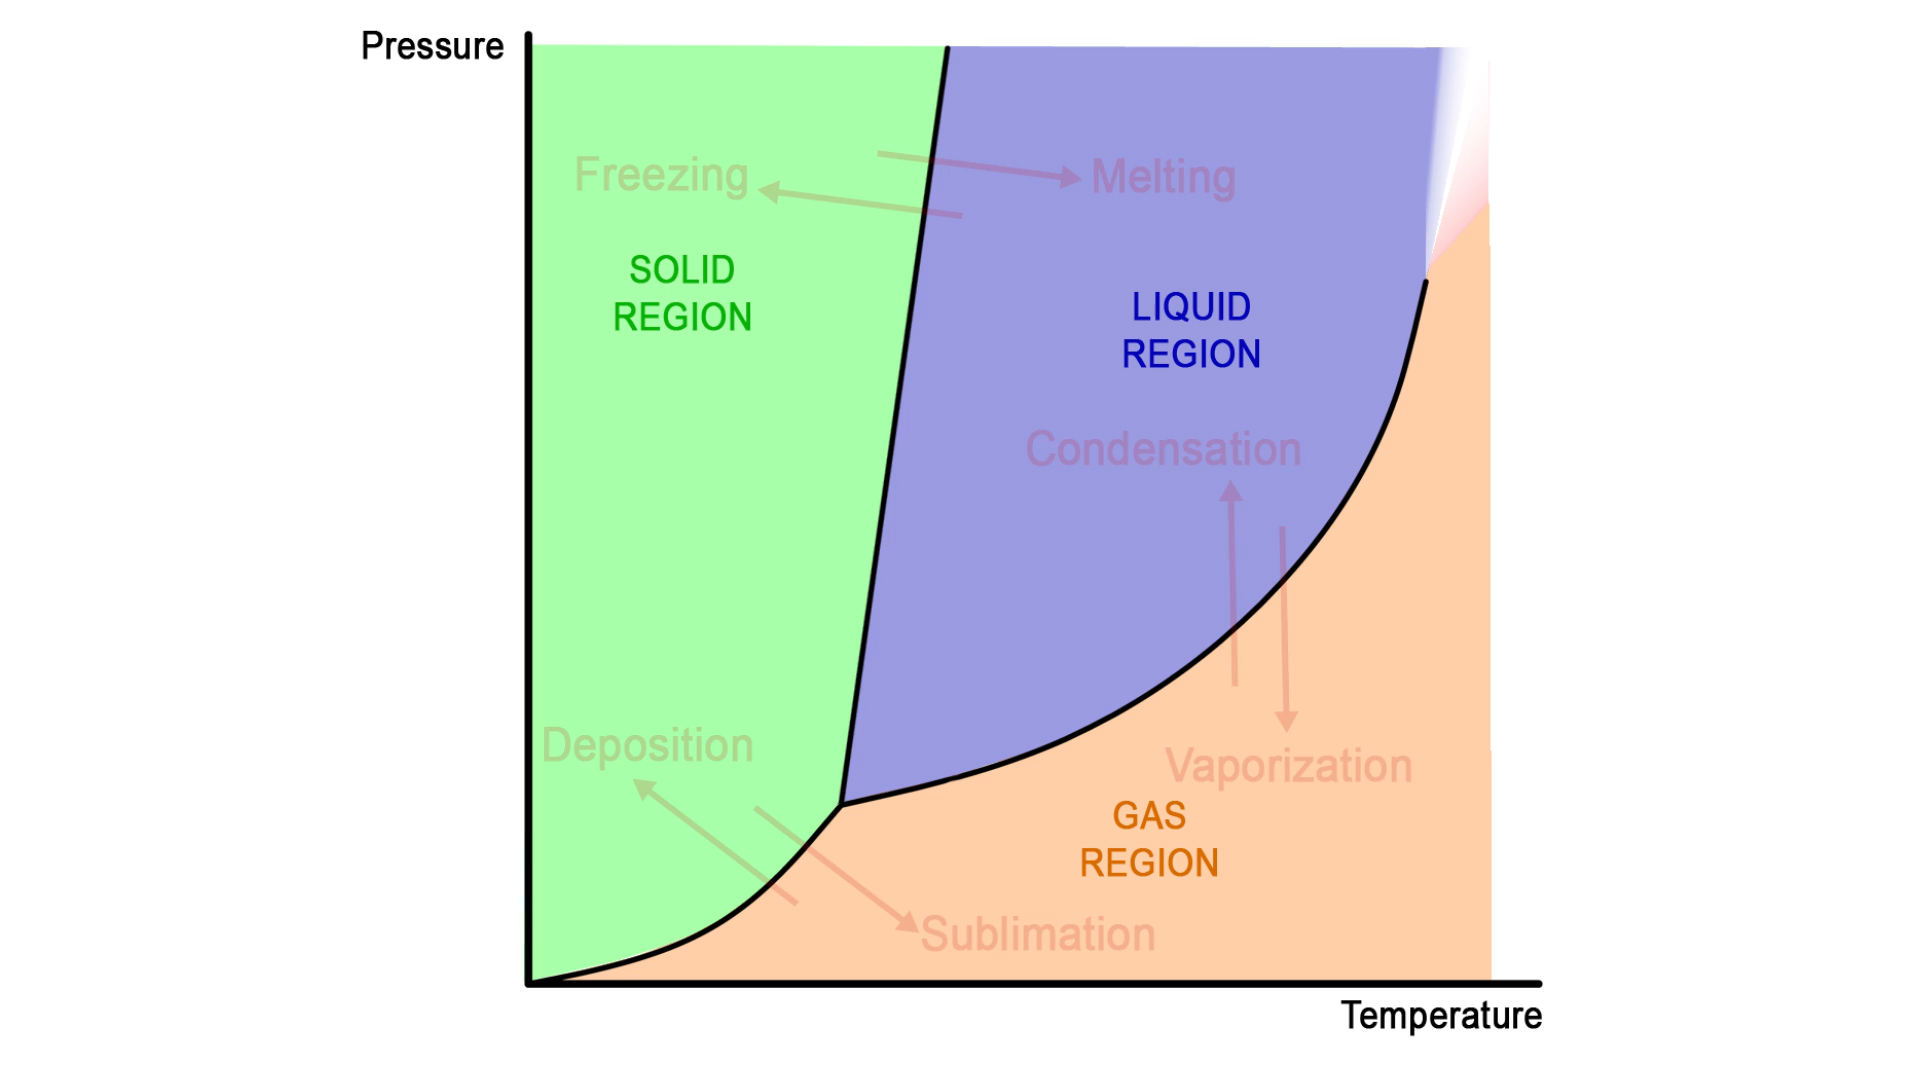 Pressure
Freezing
Melting
SOLID
REGION
LIQUID
REGION
Condensation
Deposition
Vaporization
GAS
REGION
Sublimation
Temperature